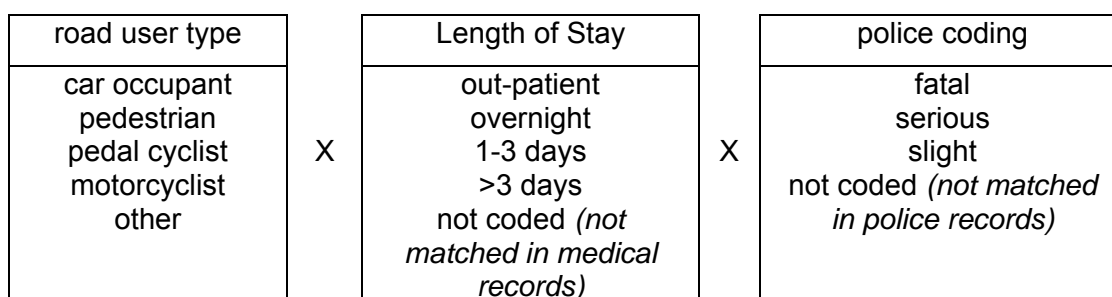 road user type
car occupant
pedestrian
pedal cyclist
motorcyclist
other
X
Length of Stay
out-patient
overnight
1-3 days
>3 days
not coded (not
matched in medical
records)
X
police coding
fatal
serious
slight
not coded (not matched
in police records)